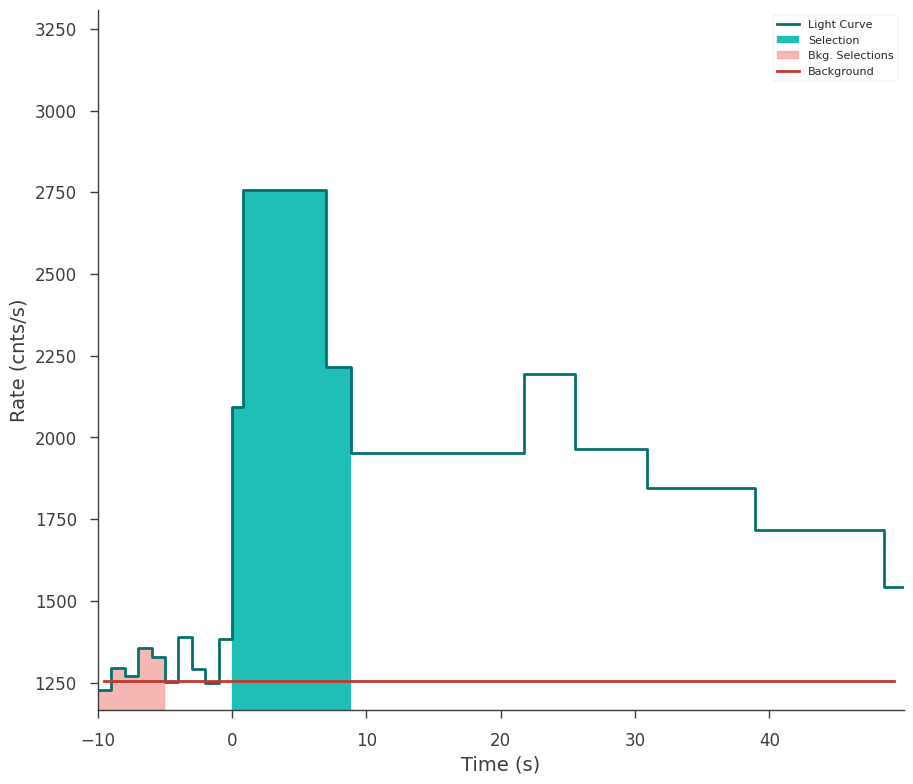 Light Curve
Selection
Bkg. Selections
Background
3250
3000
2750
2500
2250
2000
1750
1500
1250
Rate (cnts/s)
−10
0
10
20
30
40
Time (s)